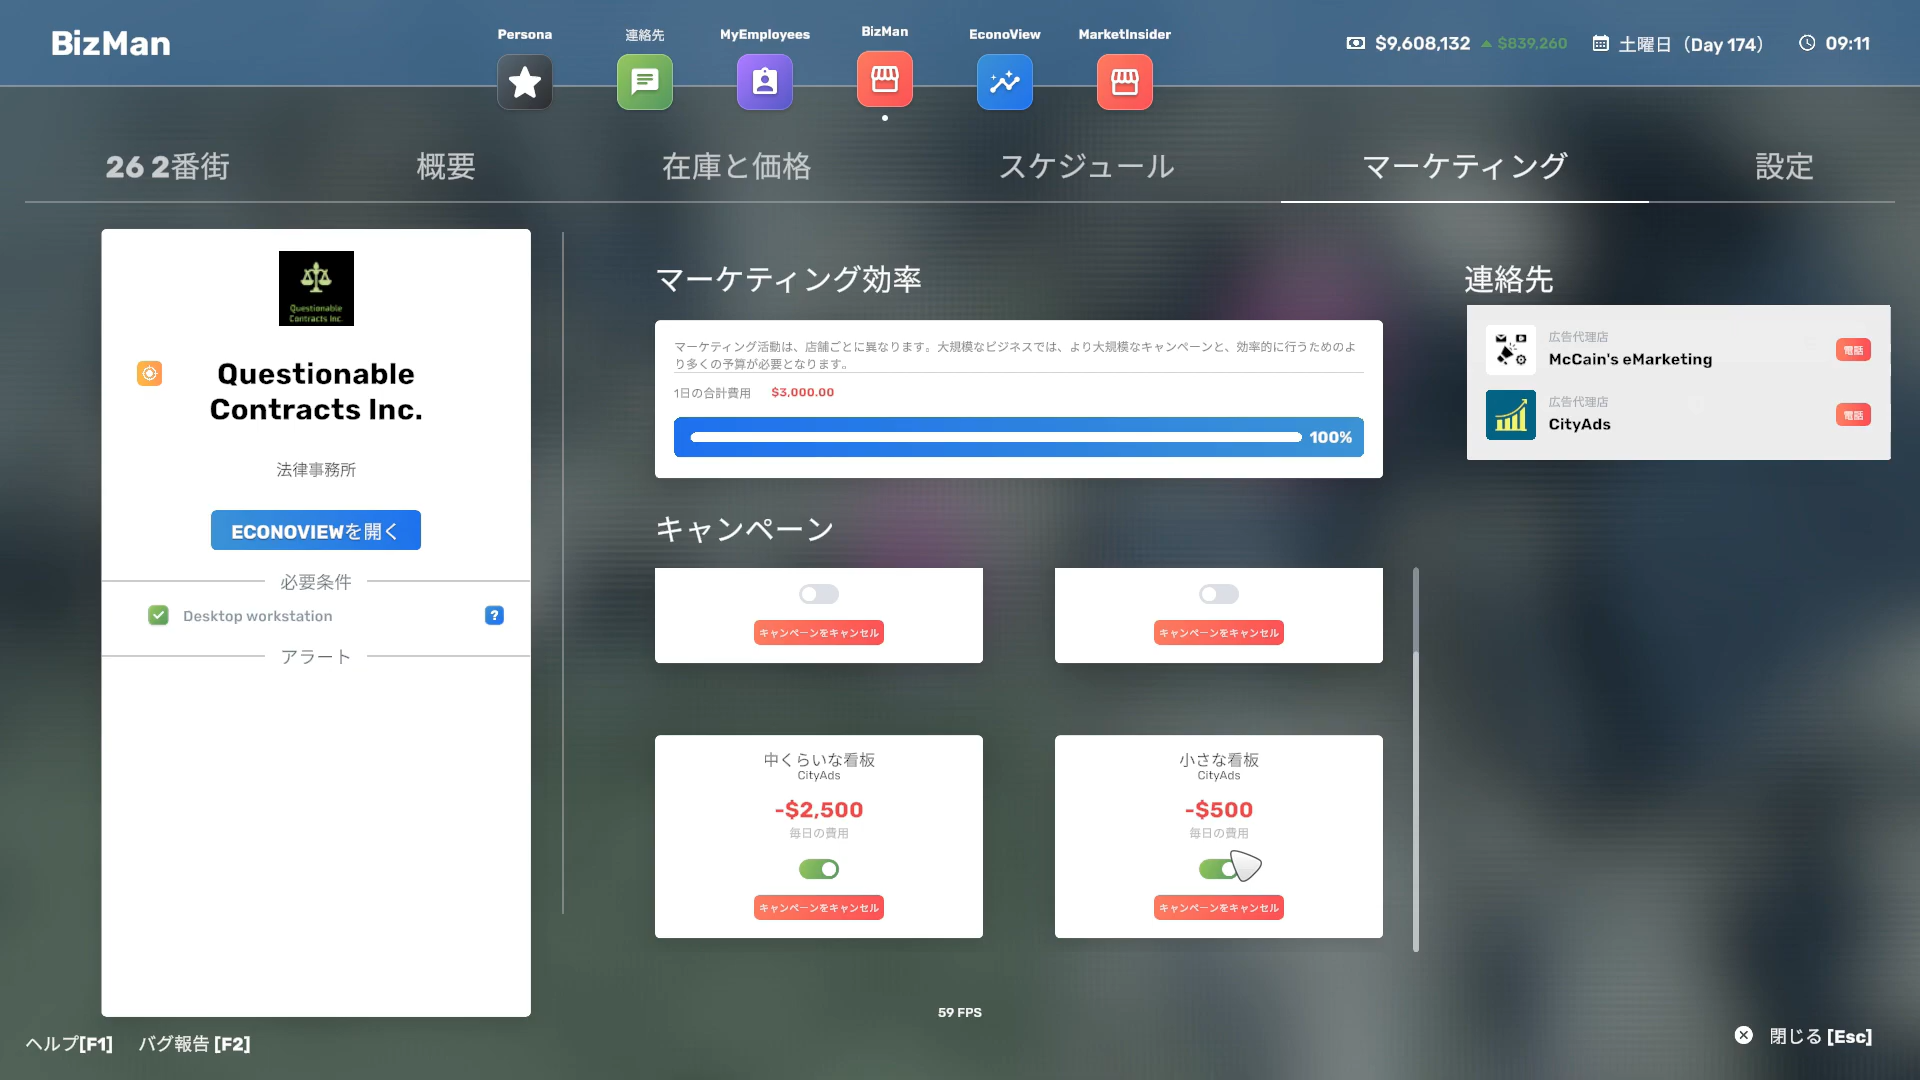 BizMan
Persona
連絡先
MyEmployees
BizMan
EconoView
MarketInsider
$9,608,132
$839,260
土曜日 (Day 174)
09:11
26 2番街
概要
在庫と価格
スケジュール
マーケティング
設定
Questionable
Contracts Inc.
Questionable
Contracts Inc.
法律事務所
ECONOVIEWを開く
必要条件
Desktop workstation
?
アラート
マーケティング効率
マーケティング活動は、店舗ごとに異なります。大規模なビジネスでは、より大規模なキャンペーンと、効率的に行うためのよ
り多くの予算が必要となります。
1日の合計費用
$3,000.00
100%
キャンペーン
キャンペーンをキャンセル
キャンペーンをキャンセル
中くらいな看板
CityAds
-$2,500
毎日の費用
キャンペーンをキャンセル
小さな看板
CityAds
-$500
毎日の費用
キャンペーンをキャンセル
連絡先
広告代理店
McCain's eMarketing
電話
広告代理店
CityAds
電話
59 FPS
ヘルプ[F1]
バグ報告 [F2]
閉じる [Esc]